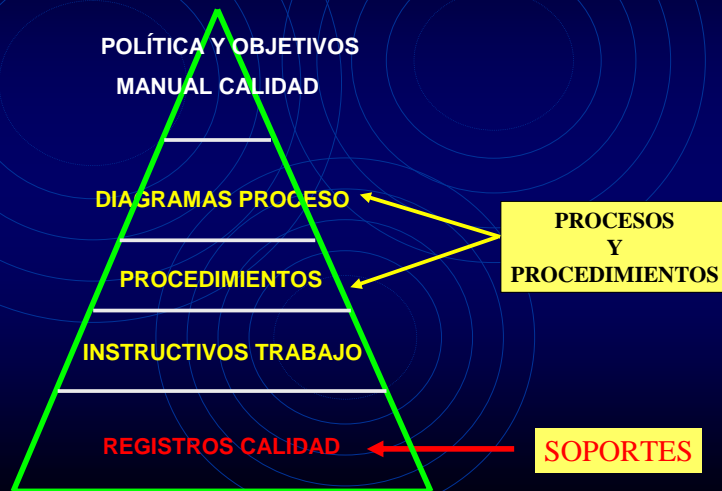 POLÍTICA Y OBJETIVOS
MANUAL CALIDAD
DIAGRAMAS PROCESO
PROCESOS
Y
PROCEDIMIENTOS
PROCEDIMIENTOS
INSTRUCTIVOS TRABAJO
REGISTROS CALIDAD
SOPORTES